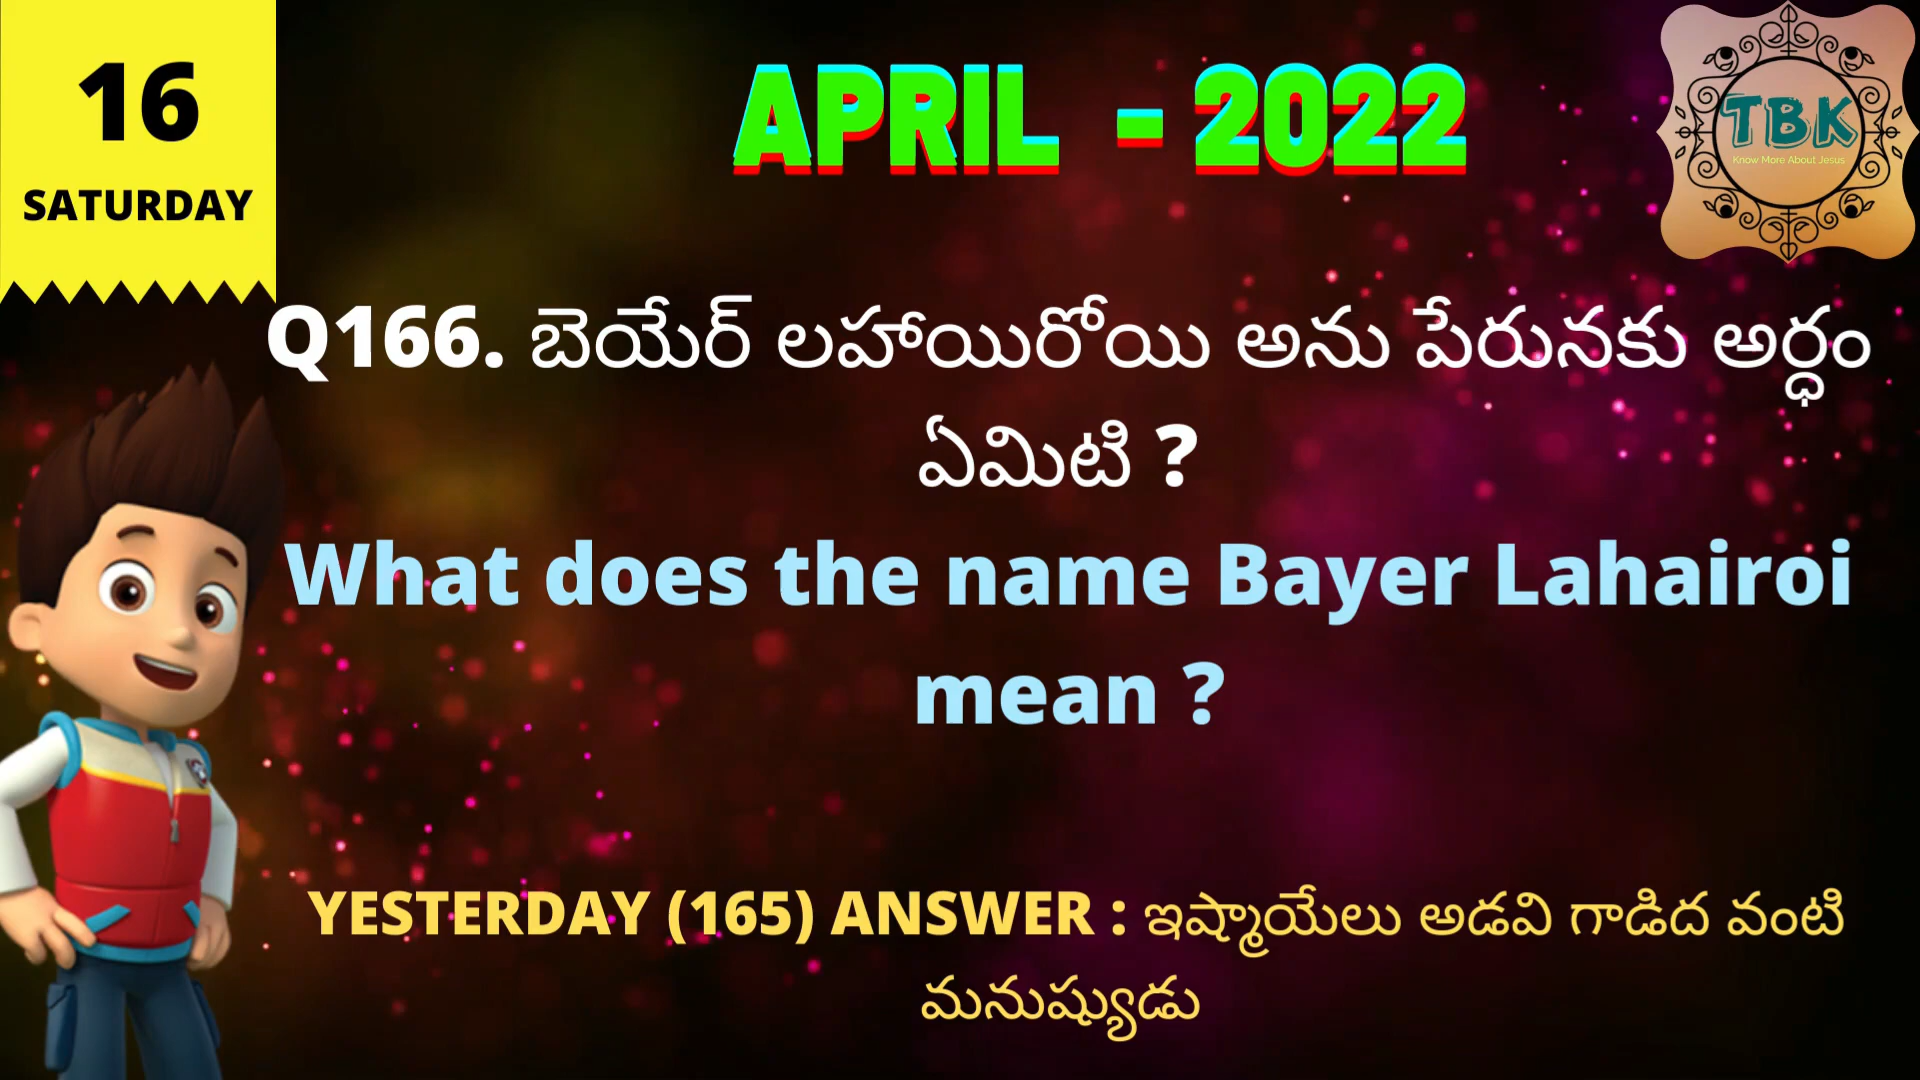 16
SATURDAY
APRIL - 2022
TBK
Know More About Jesus
Q166. బెయేర్ లహాయిరోయి అను పేరునకు అర్ధం
ఏమిటి ?
What does the name Bayer Lahairoi
mean ?
YESTERDAY (165) ANSWER : ఇష్మాయేలు అడవి గాడిద వంటి
మనుష్యుడు